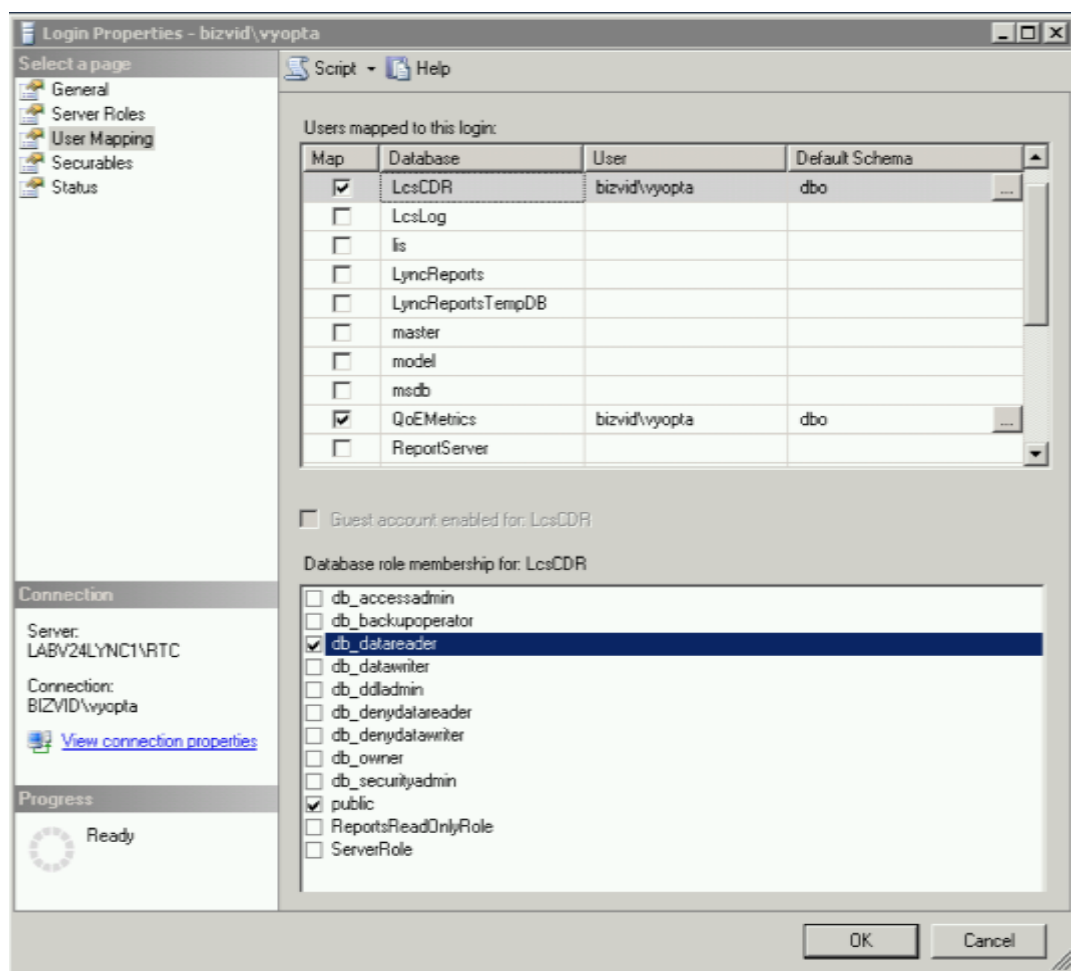 Login Properties - bizvid\vyopta
Select a page
General
Server Roles
User Mapping
Securables
Status
Script
Help
Users mapped to this login:
Map Database User Default Schema
LcsCDR bizvid\vyopta dbo ...
LcsLog
lis
LyncReports
LyncReportsTempDB
master
model
msdb
QoEMetrics bizvid\vyopta dbo ...
ReportServer
Guest account enabled for: LcsCDR
Database role membership for: LcsCDR
db_accessadmin
db_backupoperator
db_datareader
db_datawriter
db_ddladmin
db_denydatareader
db_denydatawriter
db_owner
db_securityadmin
public
ReportsReadOnlyRole
ServerRole
Connection
Server:
LABV24LYNC1\RTC
Connection:
BIZVID\vyopta
View connection properties
Progress
Ready
OK
Cancel